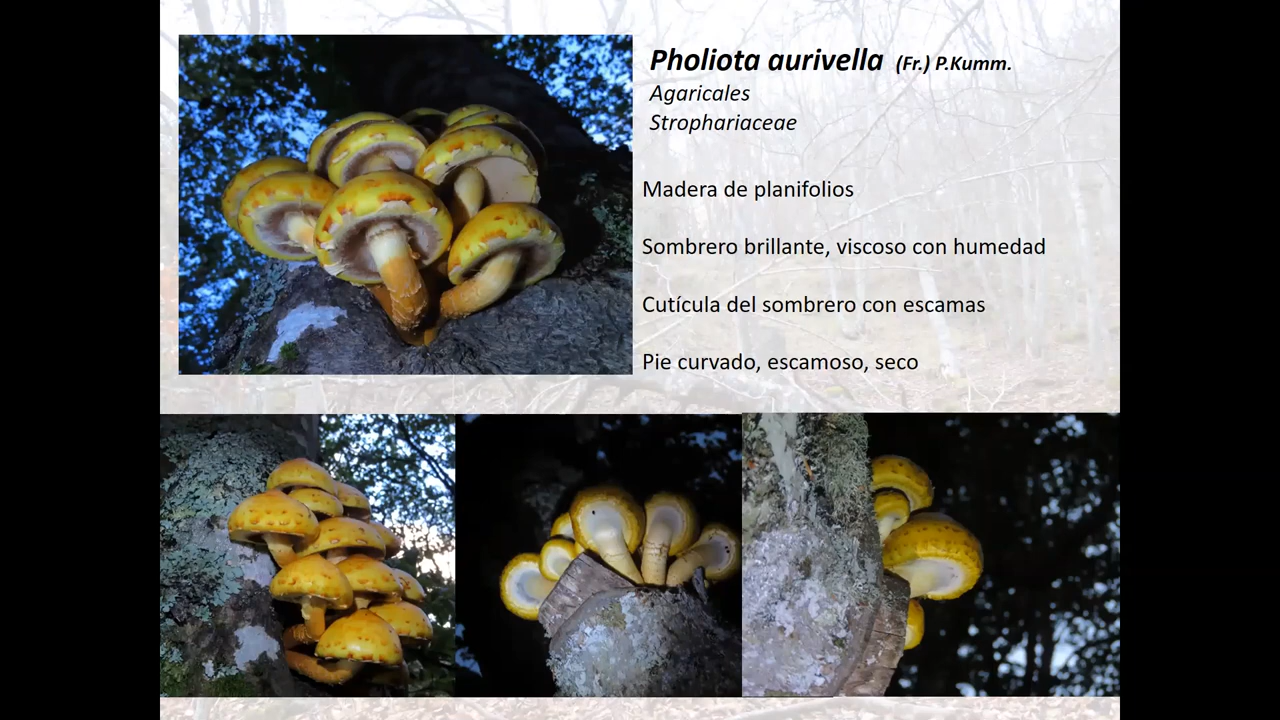 Pholiota aurivella (Fr.) P.Kumm.
Agaricales
Strophariaceae
Madera de planifolios
Sombrero brillante, viscoso con humedad
Cutícula del sombrero con escamas
Pie curvado, escamoso, seco